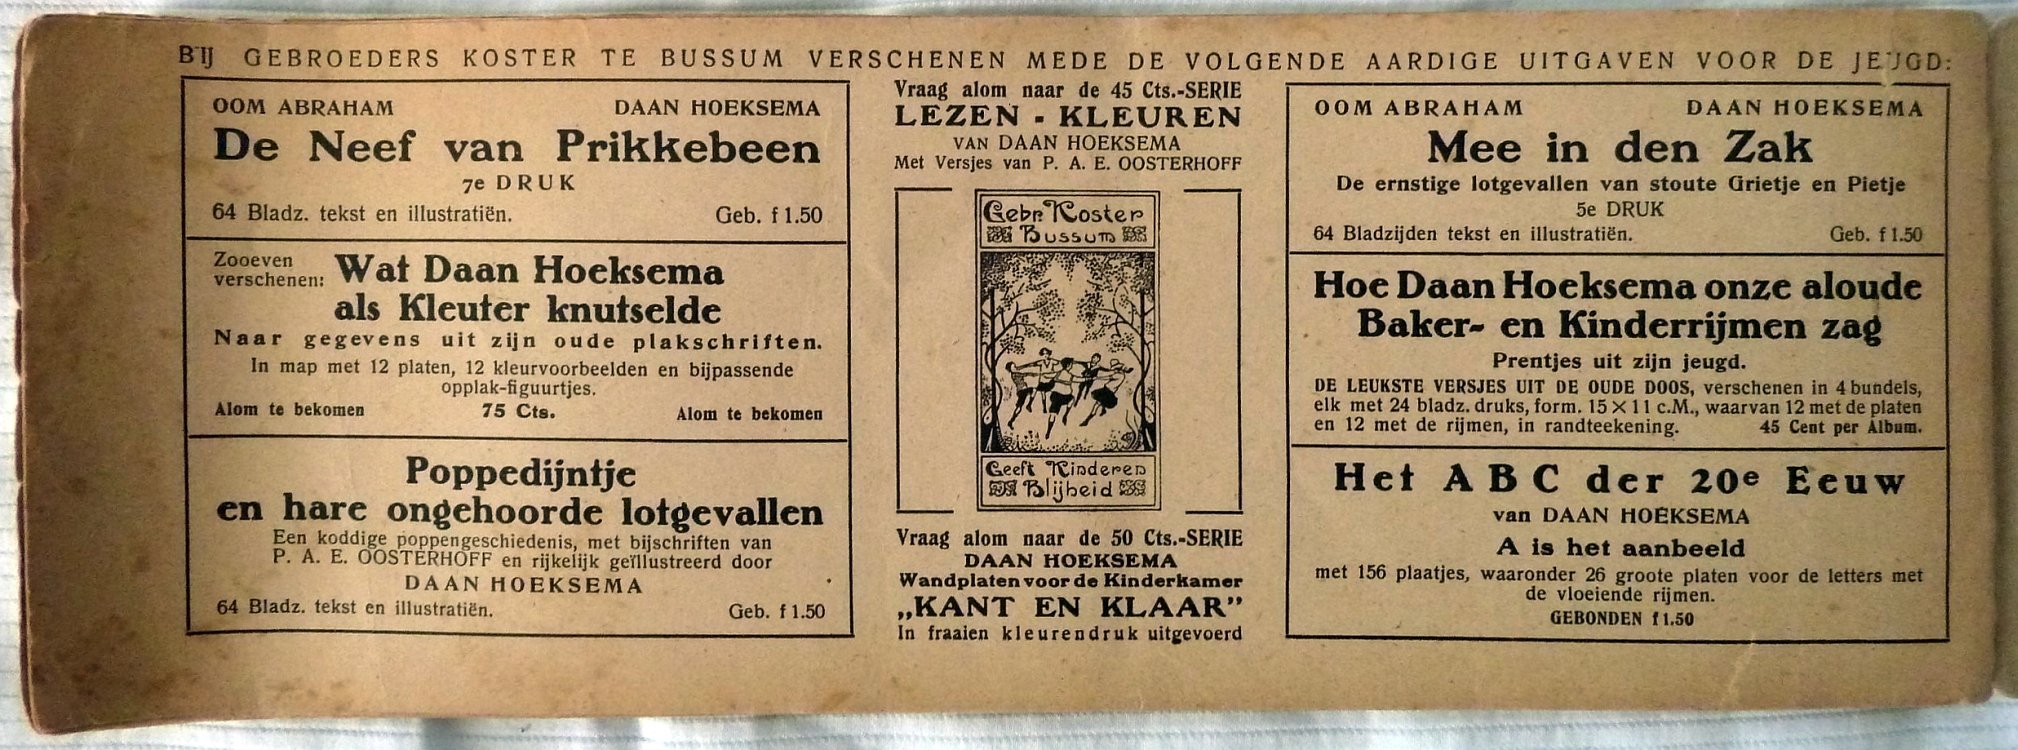 BIJ GEBROEDERS KOSTER TE BUSSUM VERSCHENEN MEDE DE VOLGENDE AARDIGE UITGAVEN VOOR DE JEUGD:
OOM ABRAHAM DAAN HOEKSEMA
De Neef van Prikkebeen
7e DRUK
64 Bladz. tekst en illustratiën. Geb. f 1.50
Zooeven
verschenen: Wat Daan Hoeksema
als Kleuter knutselde
Naar gegevens uit zijn oude plakschriften.
In map met 12 platen, 12 kleurvoorbeelden en bijpassende
opplak-figuurtjes.
Alom te bekomen 75 Cts. Alom te bekomen
Poppedijntje
en hare ongehoorde lotgevallen
Een koddige poppengeschiedenis, met bijschriften van
P. A. E. OOSTERHOFF en rijkelijk geïllustreerd door
DAAN HOEKSEMA
64 Bladz. tekst en illustratiën. Geb. f 1.50
Vraag alom naar de 45 Cts.-SERIE
LEZEN - KLEUREN
VAN DAAN HOEKSEMA
Met Versjes van P. A. E. OOSTERHOFF
Gebr. Koster
Bussum
Geeft Kinderen
Blijheid
Vraag alom naar de 50 Cts.-SERIE
DAAN HOEKSEMA
Wandplaten voor de Kinderkamer
„KANT EN KLAAR”
In fraaien kleurendruk uitgevoerd
OOM ABRAHAM DAAN HOEKSEMA
Mee in den Zak
De ernstige lotgevallen van stoute Grietje en Pietje
5e DRUK
64 Bladzijden tekst en illustratiën. Geb. f 1.50
Hoe Daan Hoeksema onze aloude
Baker- en Kinderrijmen zag
Prentjes uit zijn jeugd.
DE LEUKSTE VERSJES UIT DE OUDE DOOS, verschenen in 4 bundels,
elk met 24 bladz. druks, form. 15 × 11 c.M., waarvan 12 met de platen
en 12 met de rijmen, in randteekening. 45 Cent per Album.
Het ABC der 20e Eeuw
van DAAN HOEKSEMA
A is het aanbeeld
met 156 plaatjes, waaronder 26 groote platen voor de letters met
de vloeiende rijmen.
GEBONDEN f 1.50